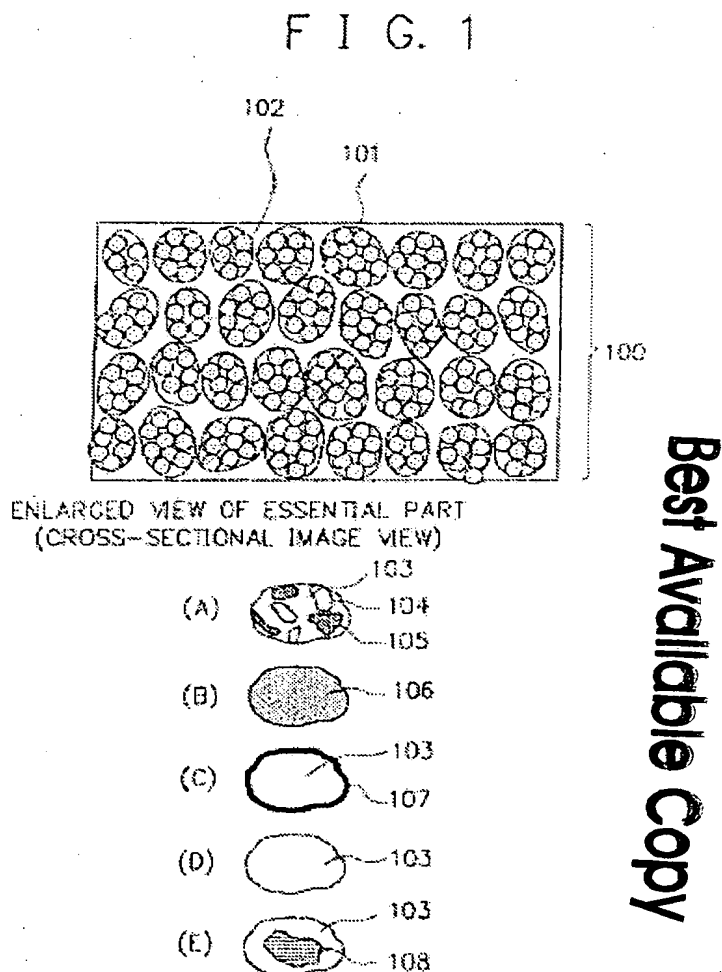 F I G. 1
102
101
100
ENLARGED VIEW OF ESSENTIAL PART
(CROSS-SECTIONAL IMAGE VIEW)
(A)
103
104
105
(B)
106
(C)
103
107
(D)
103
(E)
103
108
Best Available Copy